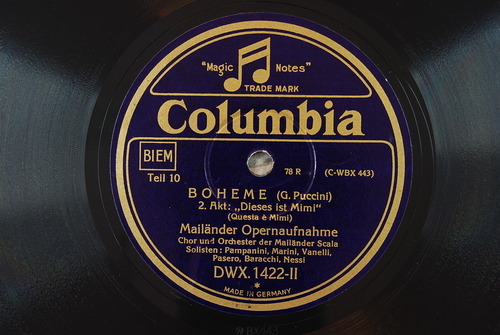 "Magic Notes"
TRADE MARK
Columbia
BIEM
78 R
(C-WBX 443)
Teil 10
BOHEME (G. Puccini)
2. Akt: „Dieses ist Mimi“
(Questa è Mimi)
Mailänder Opernaufnahme
Chor und Orchester der Mailänder Scala
Solisten: Pampanini, Marini, Vanelli,
Pasero, Baracchi, Nessi
DWX. 1422-II
*
MADE IN GERMANY